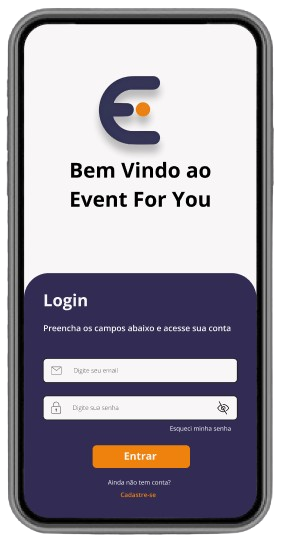 Bem Vindo ao
Event For You
Login
Preencha os campos abaixo e acesse sua conta
Digite seu email
Digite sua senha
Esqueci minha senha
Entrar
Ainda não tem conta?
Cadastre-se